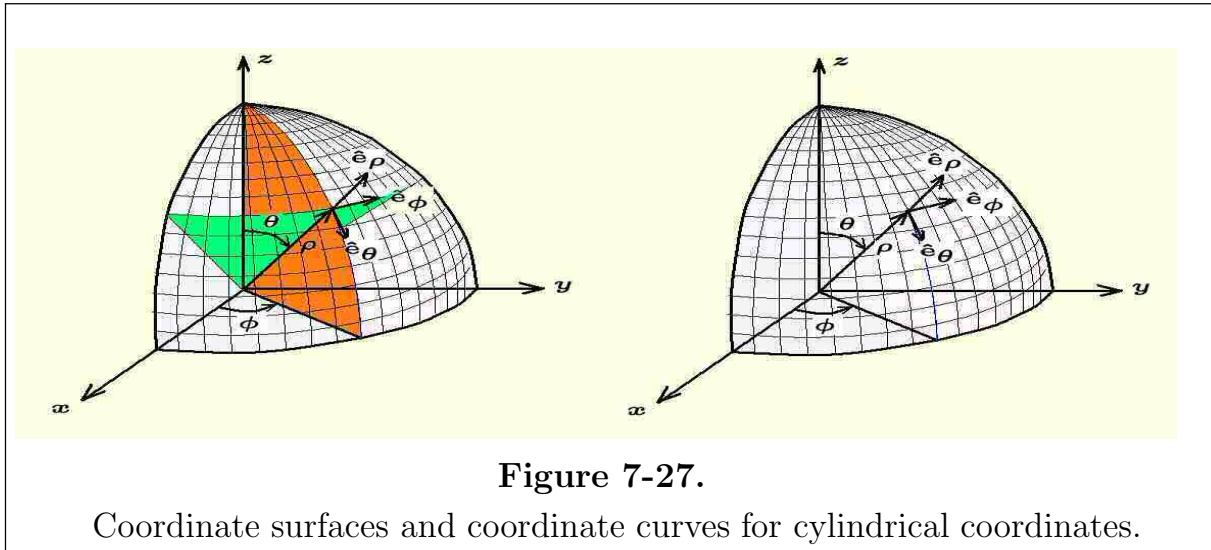 z
ê_ρ
ê_φ
θ
ρ
ê_θ
y
φ
x
z
ê_ρ
ê_φ
θ
ρ
ê_θ
y
φ
x
Figure 7-27.
Coordinate surfaces and coordinate curves for cylindrical coordinates.